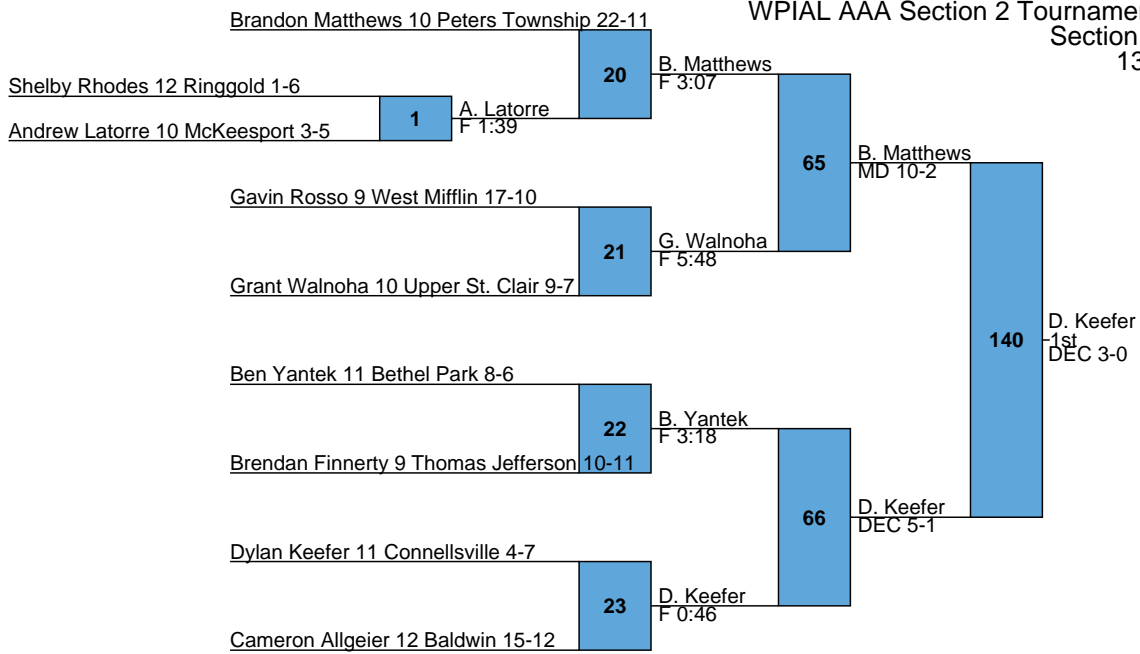 WPIAL AAA Section 2 Tournamen
Section
13
Brandon Matthews 10 Peters Township 22-11
20
B. Matthews
F 3:07
Shelby Rhodes 12 Ringgold 1-6
1
A. Latorre
F 1:39
Andrew Latorre 10 McKeesport 3-5
65
B. Matthews
MD 10-2
Gavin Rosso 9 West Mifflin 17-10
21
G. Walnoha
F 5:48
Grant Walnoha 10 Upper St. Clair 9-7
140
D. Keefer
1st
DEC 3-0
Ben Yantek 11 Bethel Park 8-6
22
B. Yantek
F 3:18
Brendan Finnerty 9 Thomas Jefferson 10-11
66
D. Keefer
DEC 5-1
Dylan Keefer 11 Connellsville 4-7
23
D. Keefer
F 0:46
Cameron Allgeier 12 Baldwin 15-12